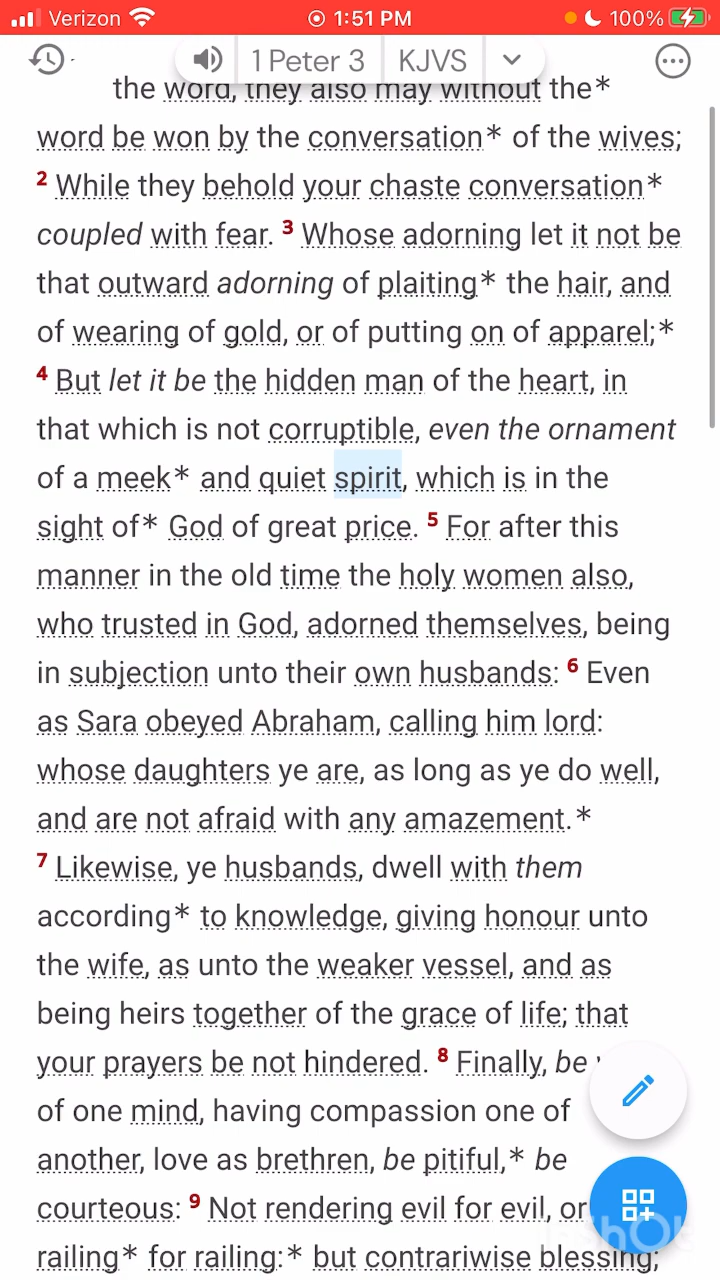 Verizon 1:51 PM 100%
1 Peter 3 KJVS
the word, they also may without the*
word be won by the conversation* of the wives;
2 While they behold your chaste conversation*
coupled with fear. 3 Whose adorning let it not be
that outward adorning of plaiting* the hair, and
of wearing of gold, or of putting on of apparel;*
4 But let it be the hidden man of the heart, in
that which is not corruptible, even the ornament
of a meek* and quiet spirit, which is in the
sight of* God of great price. 5 For after this
manner in the old time the holy women also,
who trusted in God, adorned themselves, being
in subjection unto their own husbands: 6 Even
as Sara obeyed Abraham, calling him lord:
whose daughters ye are, as long as ye do well,
and are not afraid with any amazement.*
7 Likewise, ye husbands, dwell with them
according* to knowledge, giving honour unto
the wife, as unto the weaker vessel, and as
being heirs together of the grace of life; that
your prayers be not hindered. 8 Finally, be
of one mind, having compassion one of
another, love as brethren, be pitiful,* be
courteous: 9 Not rendering evil for evil, or
railing* for railing:* but contrariwise blessing;